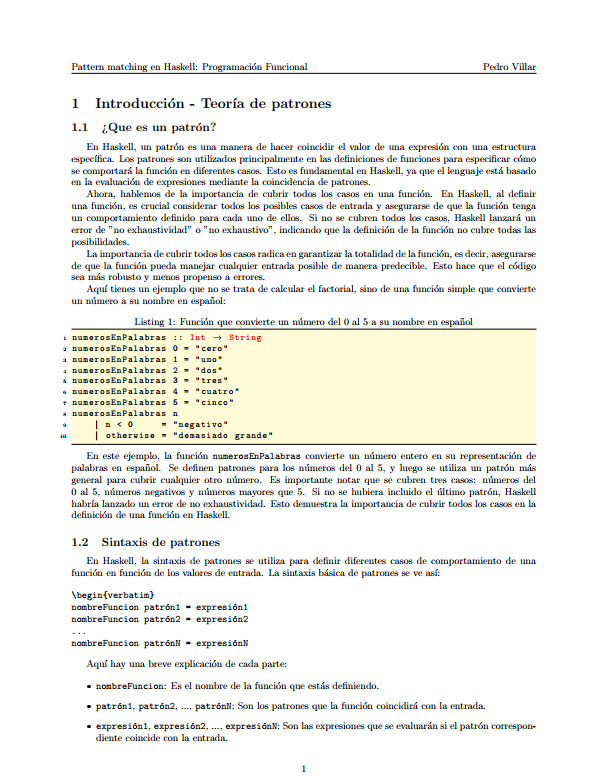 Pattern matching en Haskell: Programación Funcional Pedro Villar
1 Introducción - Teoría de patrones
1.1 ¿Que es un patrón?
En Haskell, un patrón es una manera de hacer coincidir el valor de una expresión con una estructura
específica. Los patrones son utilizados principalmente en las definiciones de funciones para especificar cómo
se comportará la función en diferentes casos. Esto es fundamental en Haskell, ya que el lenguaje está basado
en la evaluación de expresiones mediante la coincidencia de patrones.
Ahora, hablemos de la importancia de cubrir todos los casos en una función. En Haskell, al definir
una función, es crucial considerar todos los posibles casos de entrada y asegurarse de que la función tenga
un comportamiento definido para cada uno de ellos. Si no se cubren todos los casos, Haskell lanzará un
error de "no exhaustividad" o "no exhaustivo", indicando que la definición de la función no cubre todas las
posibilidades.
La importancia de cubrir todos los casos radica en garantizar la totalidad de la función, es decir, asegurarse
de que la función pueda manejar cualquier entrada posible de manera predecible. Esto hace que el código
sea más robusto y menos propenso a errores.
Aquí tienes un ejemplo que no se trata de calcular el factorial, sino de una función simple que convierte
un número a su nombre en español:
Listing 1: Función que convierte un número del 0 al 5 a su nombre en español
1 numerosEnPalabras :: Int → String
2 numerosEnPalabras 0 = "cero"
3 numerosEnPalabras 1 = "uno"
4 numerosEnPalabras 2 = "dos"
5 numerosEnPalabras 3 = "tres"
6 numerosEnPalabras 4 = "cuatro"
7 numerosEnPalabras 5 = "cinco"
8 numerosEnPalabras n
9 | n < 0 = "negativo"
10 | otherwise = "demasiado grande"
En este ejemplo, la función numerosEnPalabras convierte un número entero en su representación de
palabras en español. Se definen patrones para los números del 0 al 5, y luego se utiliza un patrón más
general para cubrir cualquier otro número. Es importante notar que se cubren tres casos: números del
0 al 5, números negativos y números mayores que 5. Si no se hubiera incluido el último patrón, Haskell
habría lanzado un error de no exhaustividad. Esto demuestra la importancia de cubrir todos los casos en la
definición de una función en Haskell.
1.2 Sintaxis de patrones
En Haskell, la sintaxis de patrones se utiliza para definir diferentes casos de comportamiento de una
función en función de los valores de entrada. La sintaxis básica de patrones se ve así:
\begin{verbatim}
nombreFuncion patrón1 = expresión1
nombreFuncion patrón2 = expresión2
...
nombreFuncion patrónN = expresiónN
Aquí hay una breve explicación de cada parte:
• nombreFuncion: Es el nombre de la función que estás definiendo.
• patrón1, patrón2, ..., patrónN: Son los patrones que la función coincidirá con la entrada.
• expresión1, expresión2, ..., expresiónN: Son las expresiones que se evaluarán si el patrón correspon-
diente coincide con la entrada.
1